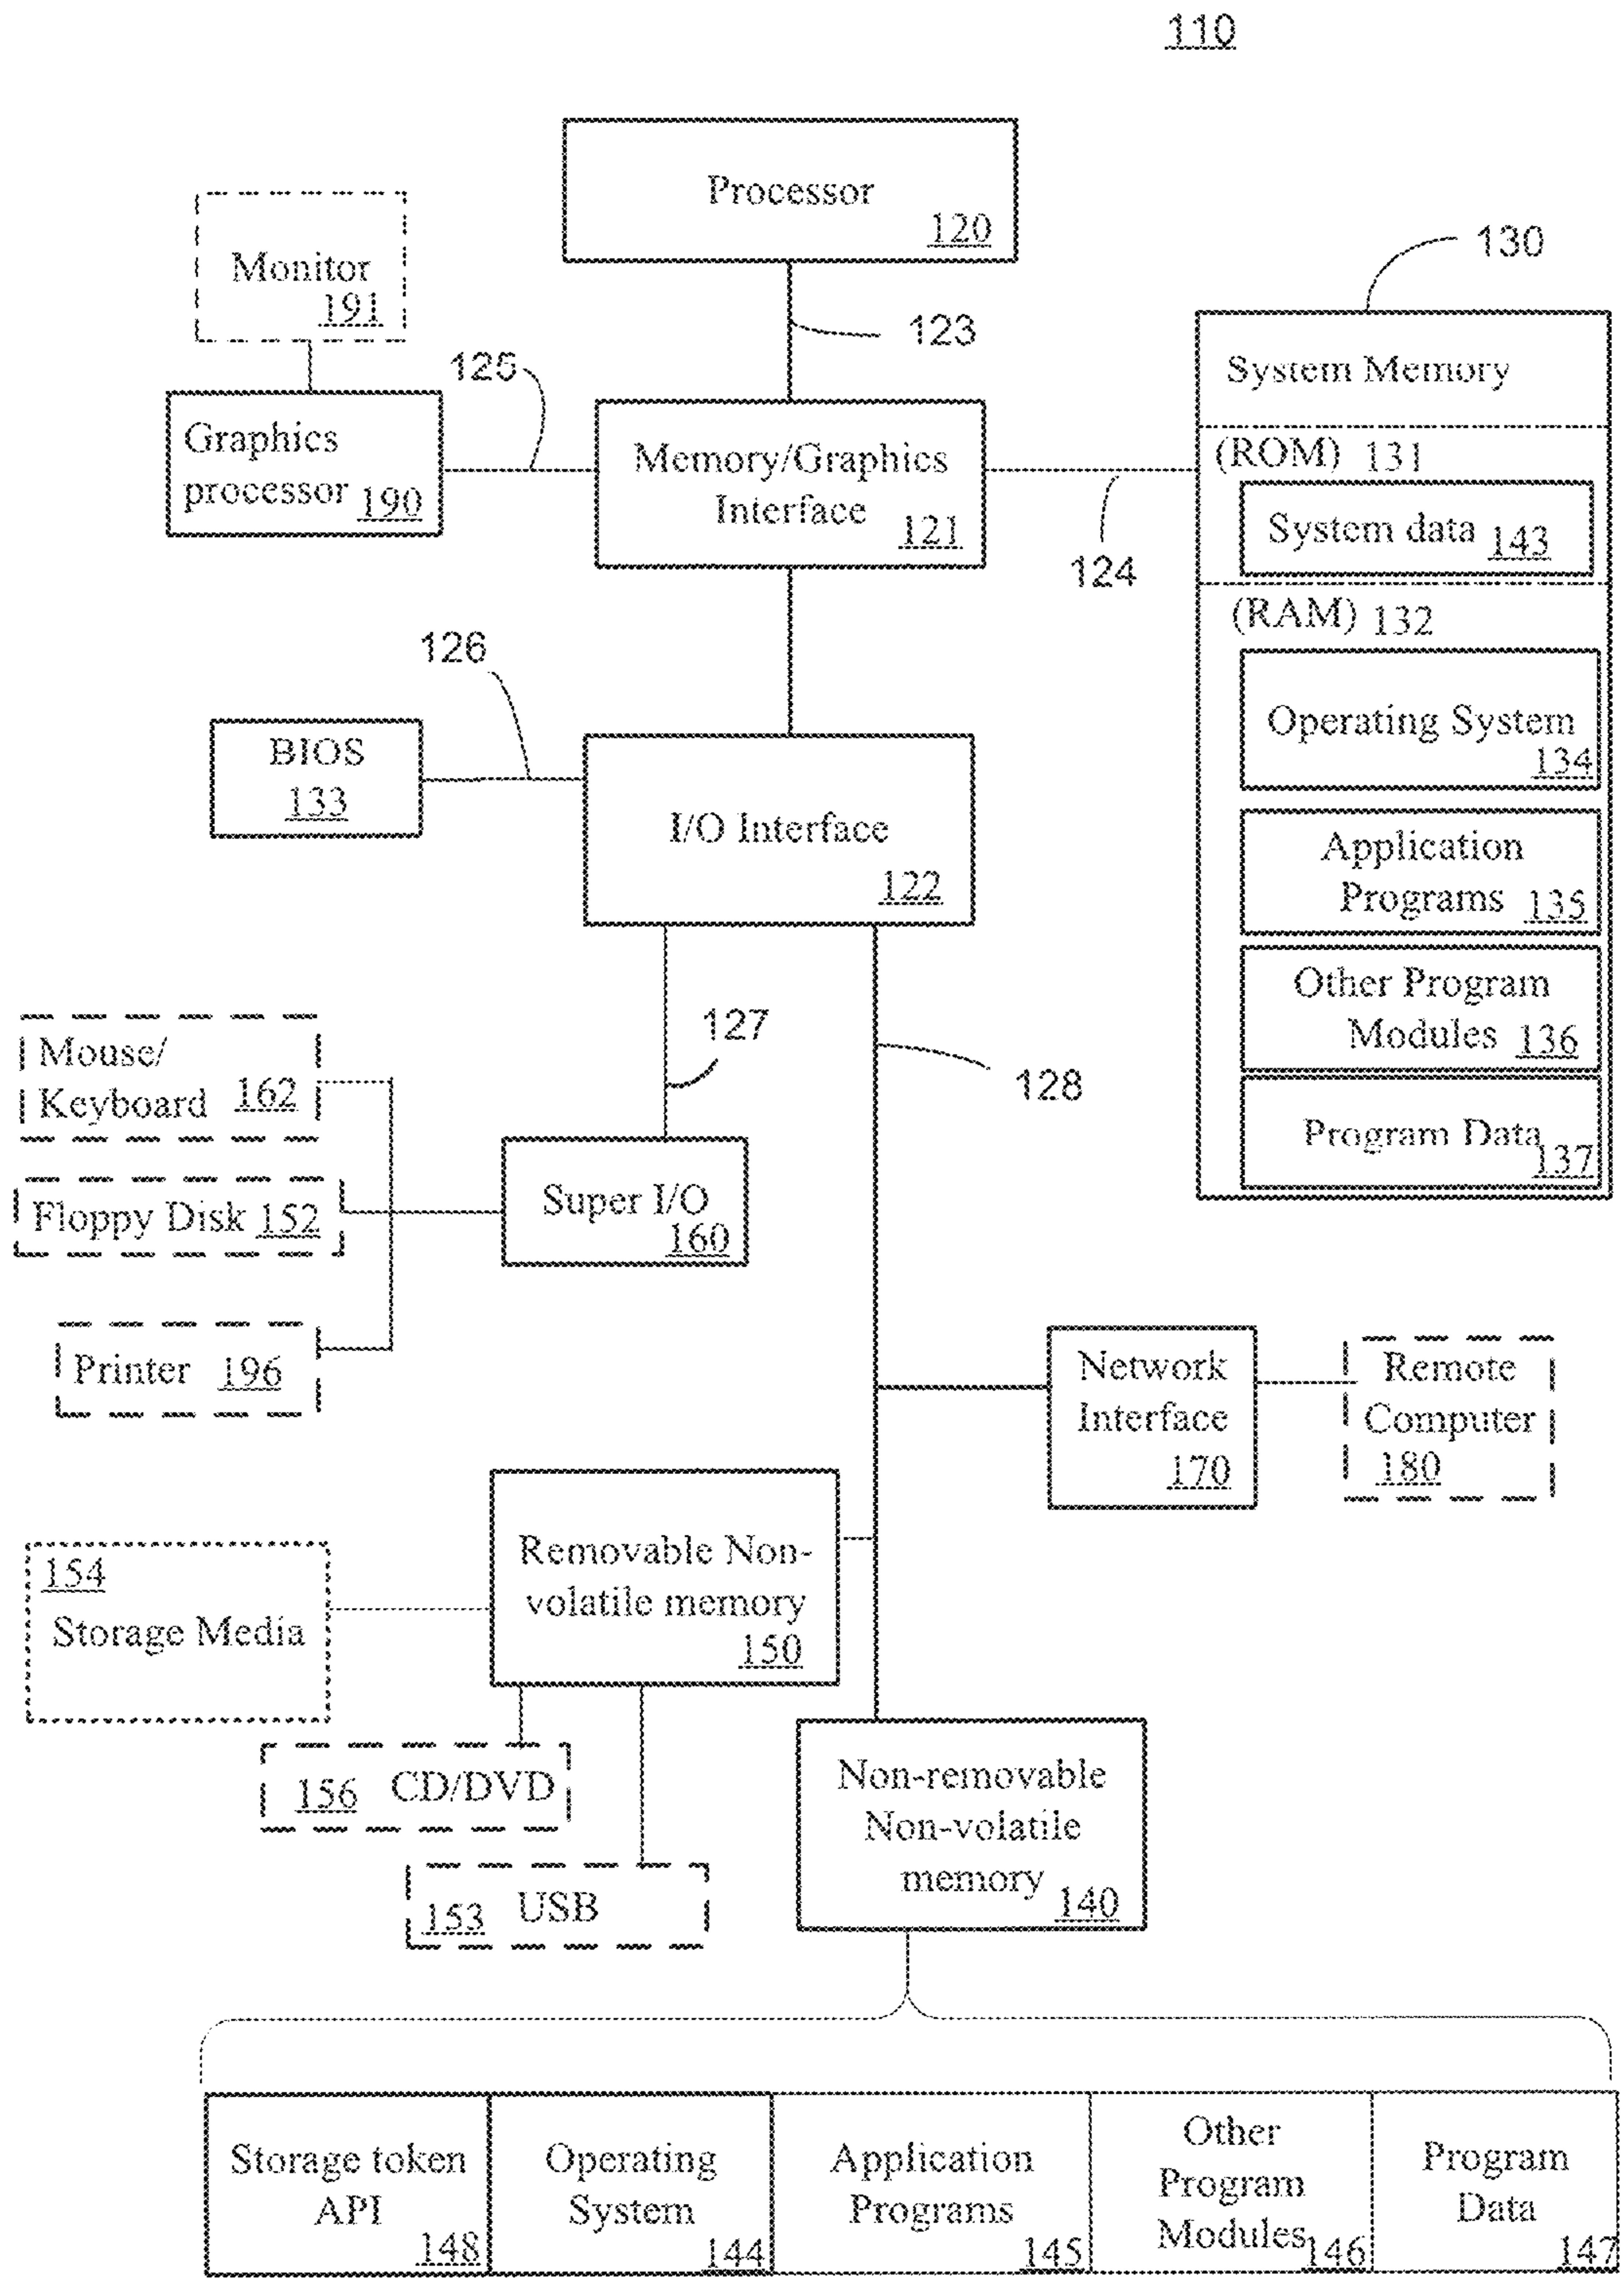 110
Processor
120
130
Monitor
191
123
125
System Memory
Graphics
processor 190
Memory/Graphics
Interface
121
(ROM) 131
System data 143
124
(RAM) 132
126
Operating System
134
BIOS
133
I/O Interface
122
Application
Programs 135
Other Program
Modules 136
127
128
Mouse/
Keyboard 162
Program Data
137
Floppy Disk 152
Super I/O
160
Printer 196
Network
Interface
170
Remote
Computer
180
Removable Non-
volatile memory
150
154
Storage Media
156 CD/DVD
Non-removable
Non-volatile
memory
140
153 USB
Storage token
API
148
Operating
System
144
Application
Programs
145
Other
Program
Modules
146
Program
Data
147